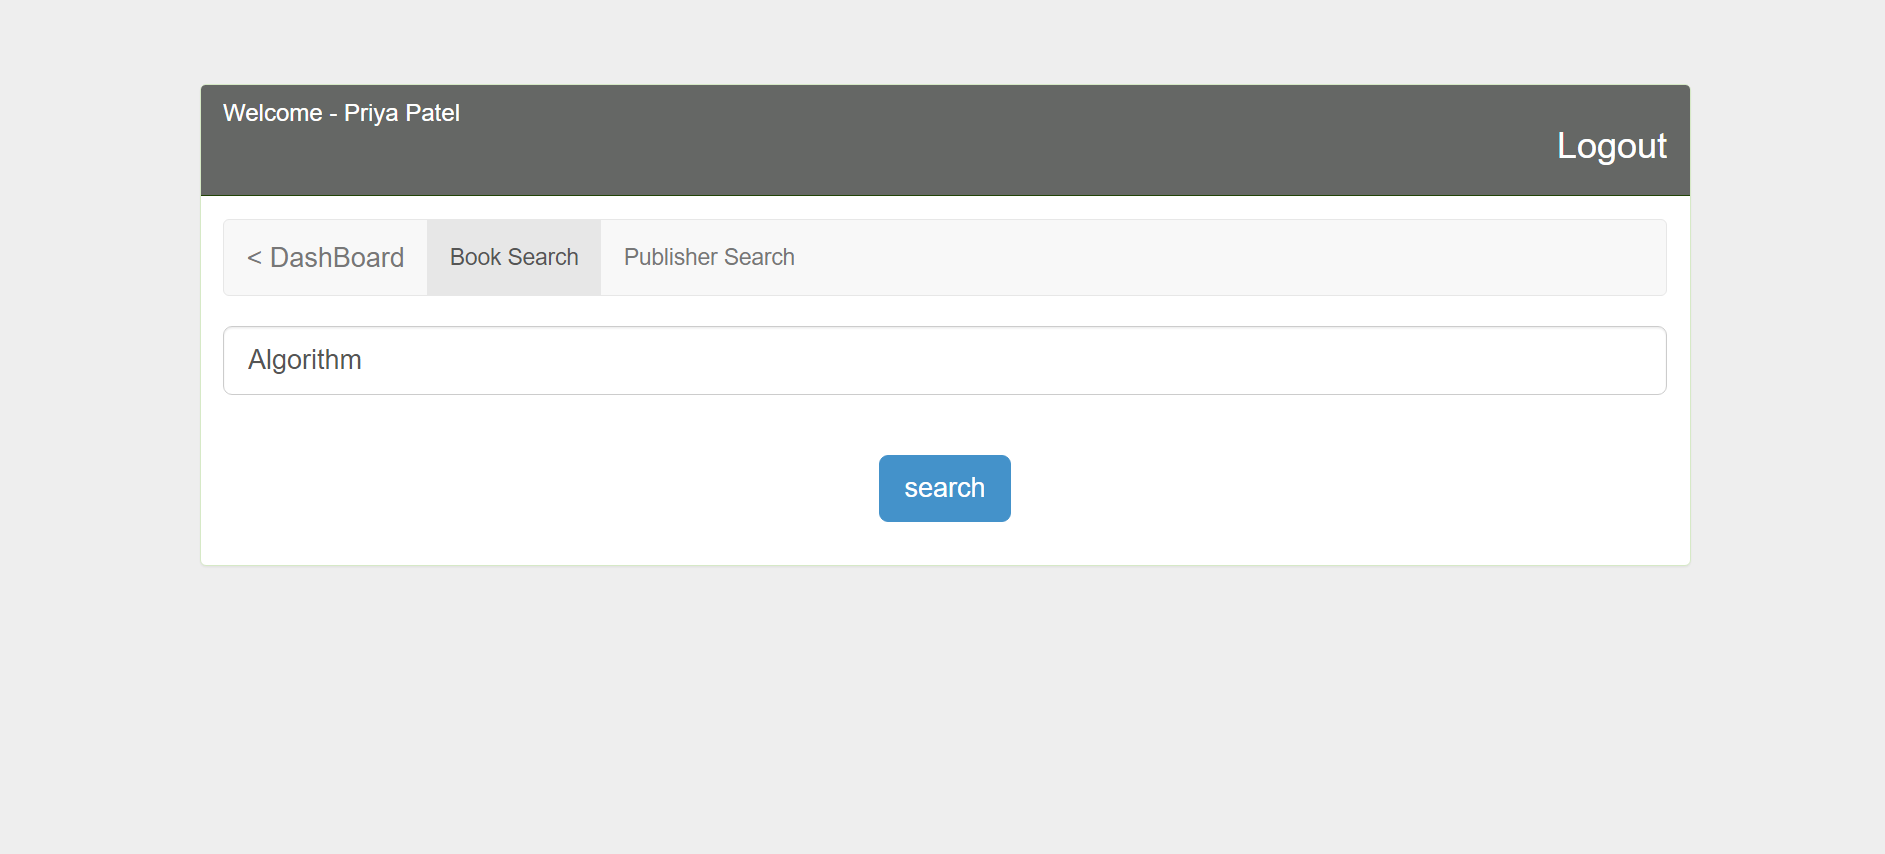 Welcome - Priya Patel
Logout
< DashBoard Book Search Publisher Search
Algorithm
search